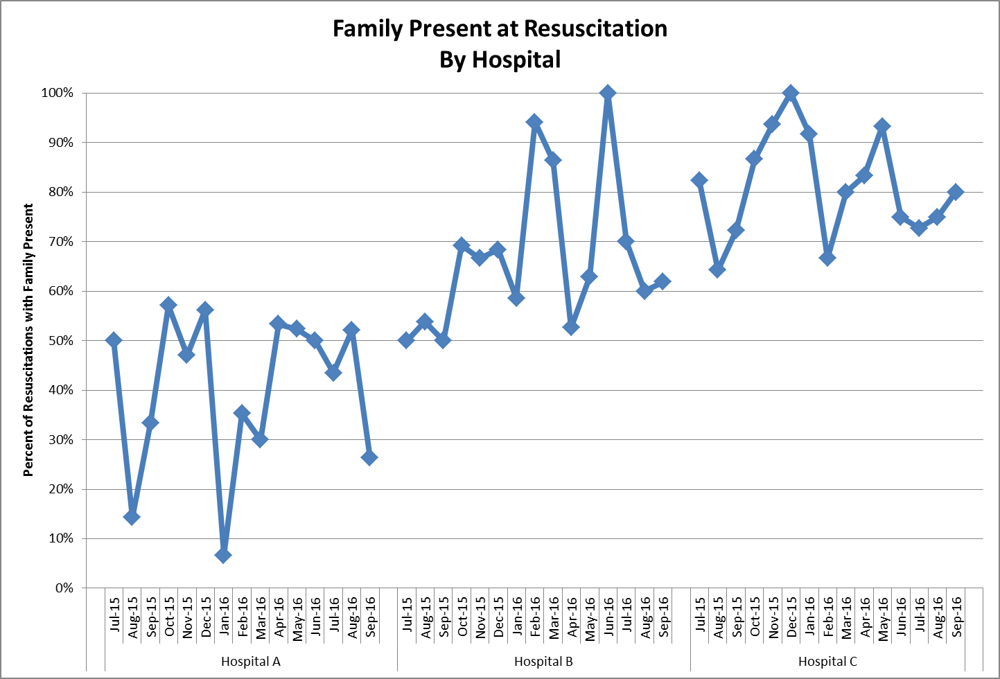 Family Present at Resuscitation
By Hospital
Percent of Resuscitations with Family Present
100%
90%
80%
70%
60%
50%
40%
30%
20%
10%
0%
Jul-15
Aug-15
Sep-15
Oct-15
Nov-15
Dec-15
Jan-16
Feb-16
Mar-16
Apr-16
May-16
Jun-16
Jul-16
Aug-16
Sep-16
Jul-15
Aug-15
Sep-15
Oct-15
Nov-15
Dec-15
Jan-16
Feb-16
Mar-16
Apr-16
May-16
Jun-16
Jul-16
Aug-16
Sep-16
Jul-15
Aug-15
Sep-15
Oct-15
Nov-15
Dec-15
Jan-16
Feb-16
Mar-16
Apr-16
May-16
Jun-16
Jul-16
Aug-16
Sep-16
Hospital A
Hospital B
Hospital C